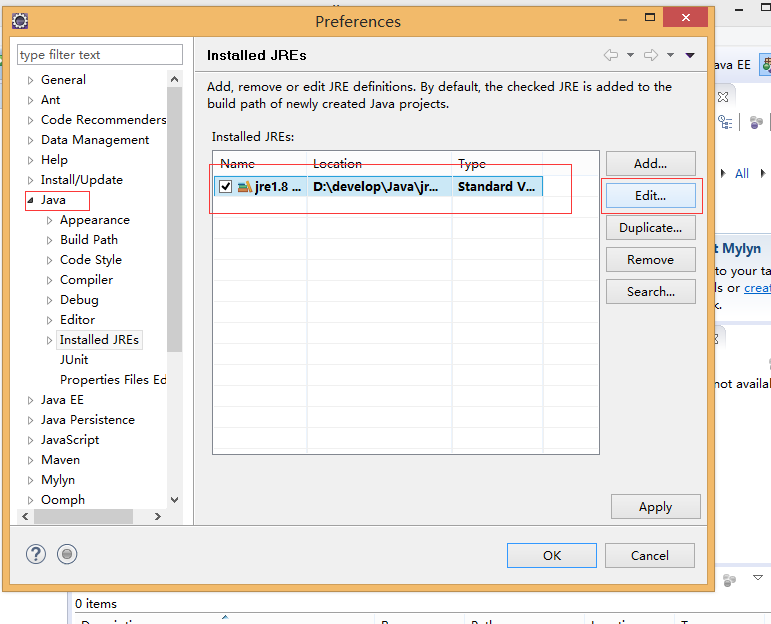 Preferences
type filter text
General
Ant
Code Recommenders
Data Management
Help
Install/Update
Java
Appearance
Build Path
Code Style
Compiler
Debug
Editor
Installed JREs
JUnit
Properties Files Ed
Java EE
Java Persistence
JavaScript
Maven
Mylyn
Oomph
Installed JREs
Add, remove or edit JRE definitions. By default, the checked JRE is added to the
build path of newly created Java projects.
Installed JREs:
Name Location Type
jre1.8 ... D:\develop\Java\jr... Standard V...
Add...
Edit...
Duplicate...
Remove
Search...
Apply
OK Cancel
ava EE
All
t Mylyn
to your ta
ls or creat
k.
not availal
0 items